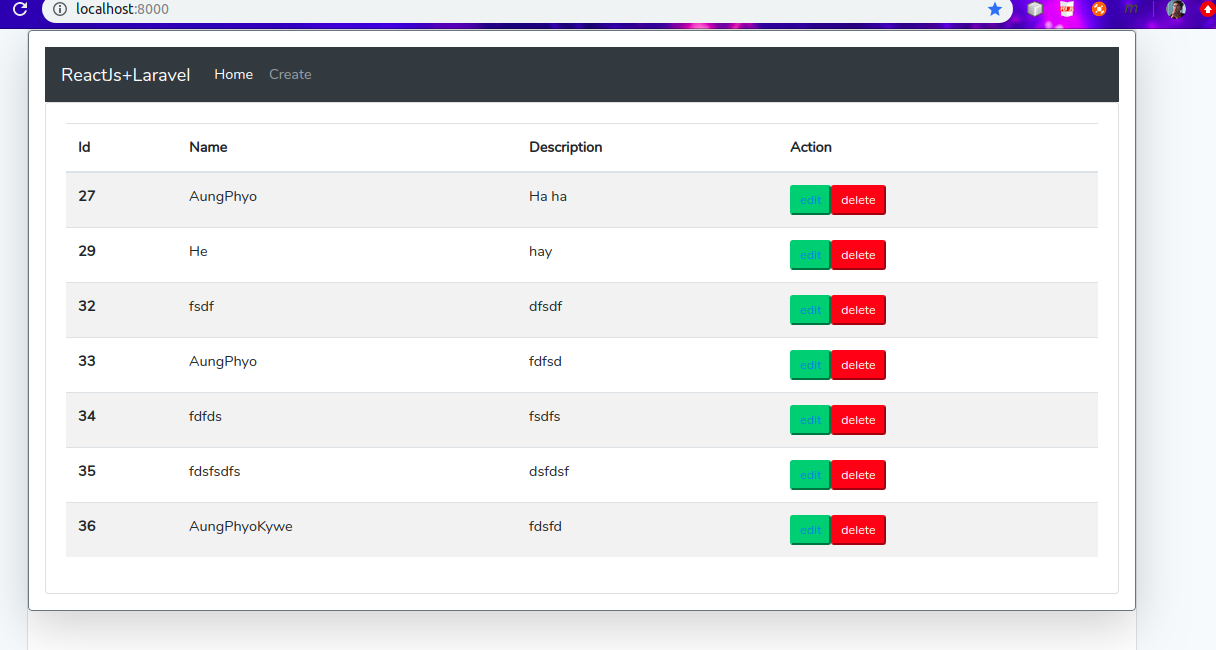 localhost:8000
ReactJs+Laravel Home Create
Id Name Description Action
27 AungPhyo Ha ha edit delete
29 He hay edit delete
32 fsdf dfsdf edit delete
33 AungPhyo fdfsd edit delete
34 fdfds fsdfs edit delete
35 fdsfsdfs dsfdsf edit delete
36 AungPhyoKywe fdsfd edit delete